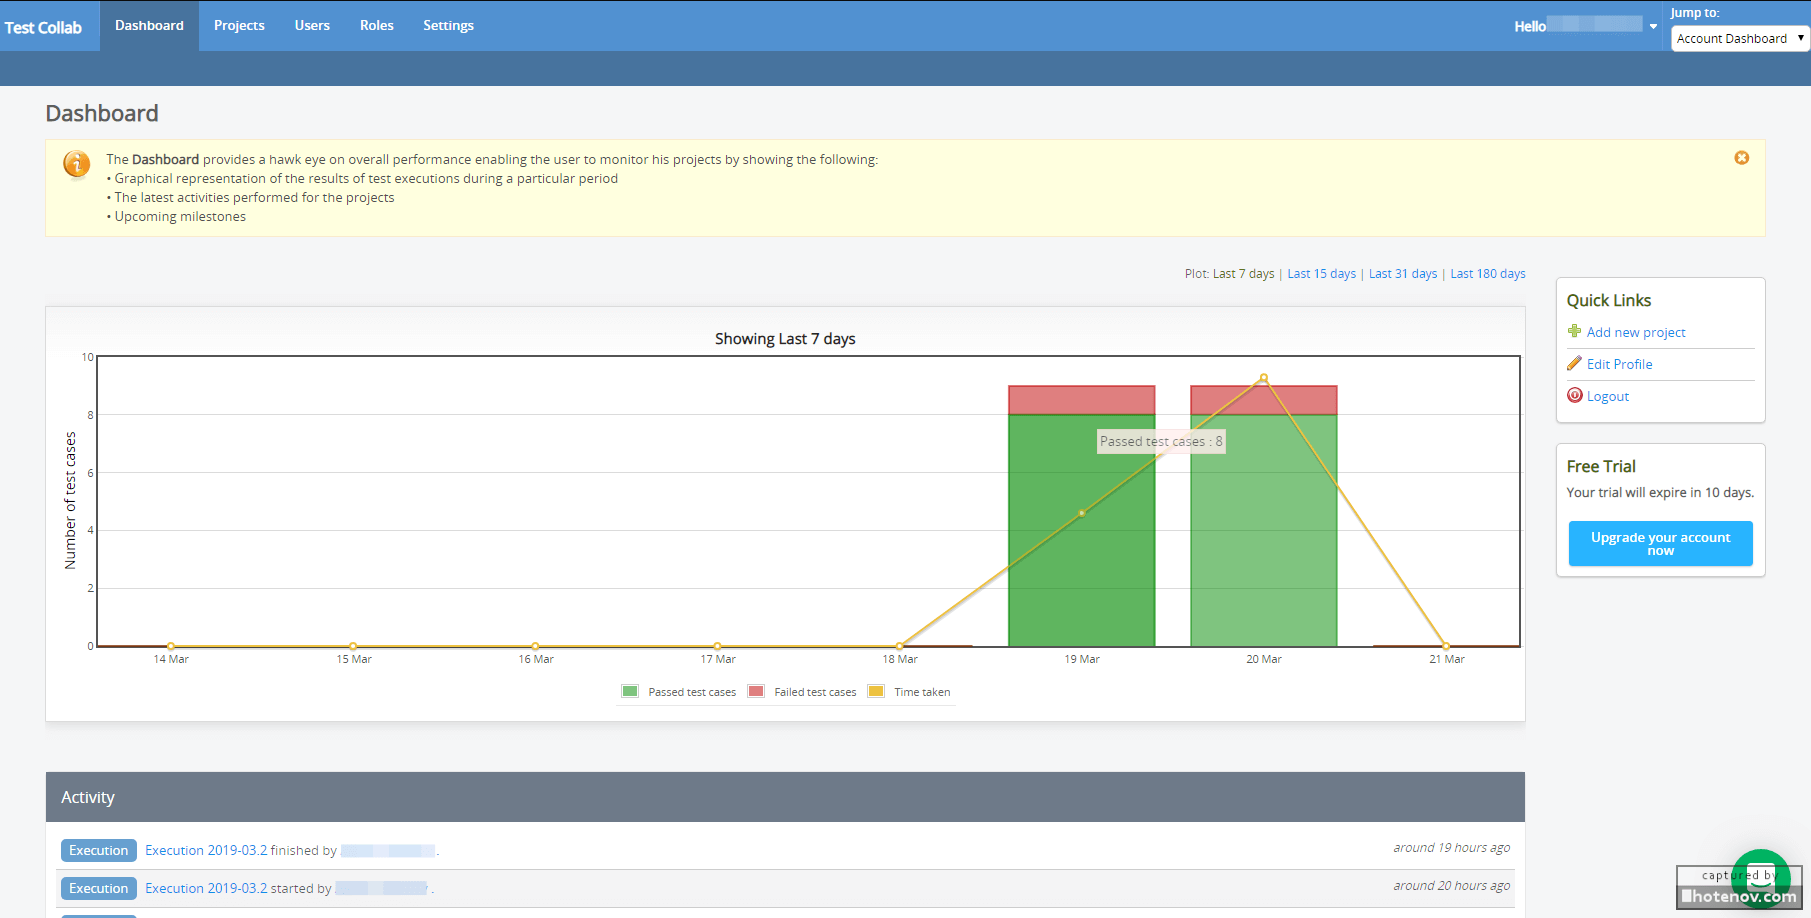 Test Collab
Dashboard
Projects
Users
Roles
Settings
Hello
Jump to:
Account Dashboard
Dashboard
The Dashboard provides a hawk eye on overall performance enabling the user to monitor his projects by showing the following:
• Graphical representation of the results of test executions during a particular period
• The latest activities performed for the projects
• Upcoming milestones
Plot: Last 7 days | Last 15 days | Last 31 days | Last 180 days
Showing Last 7 days
Number of test cases
10
8
6
4
2
0
Passed test cases : 8
14 Mar
15 Mar
16 Mar
17 Mar
18 Mar
19 Mar
20 Mar
21 Mar
Passed test cases
Failed test cases
Time taken
Quick Links
Add new project
Edit Profile
Logout
Free Trial
Your trial will expire in 10 days.
Upgrade your account
now
Activity
Execution Execution 2019-03.2 finished by .
around 19 hours ago
Execution Execution 2019-03.2 started by .
around 20 hours ago
captured by
hotenov.com